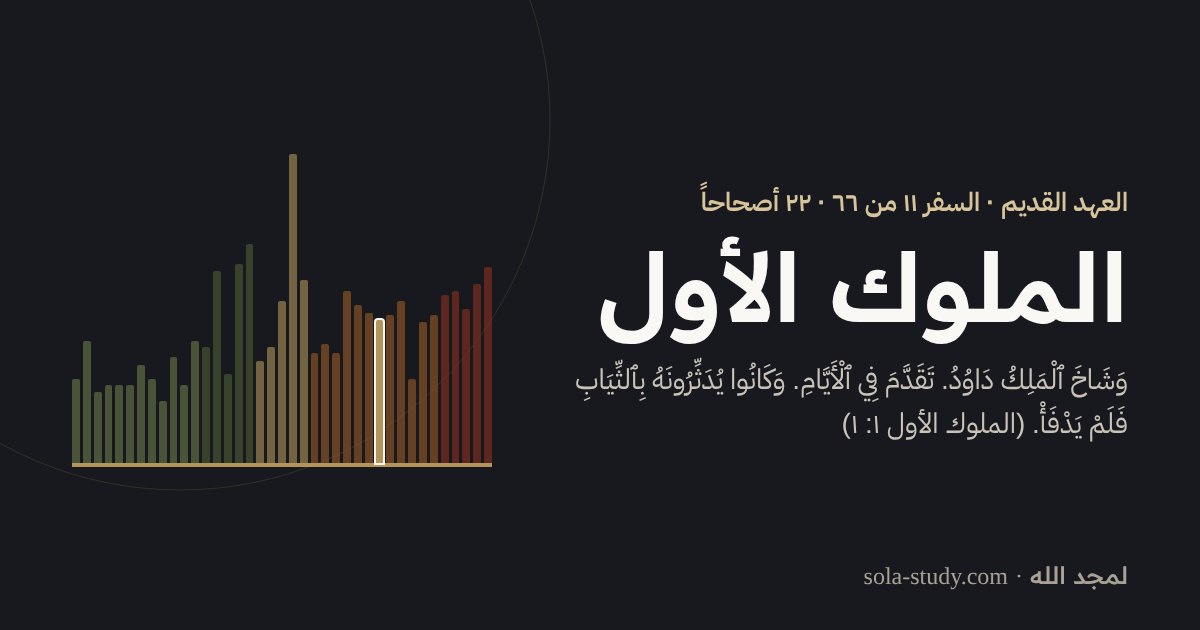 العهد القديم · السفر ١١ من ٦٦ · ٢٢ أصحاحاً
الملوك الأول
وَشَاخَ ٱلْمَلِكُ دَاوُدُ. تَقَدَّمَ فِي ٱلْأَيَّامِ. وَكَانُوا يُدَثِّرُونَهُ بِٱلثِّيَابِ
فَلَمْ يَدْفَأْ. (الملوك الأول ١: ١)
لمجد الله · sola-study.com